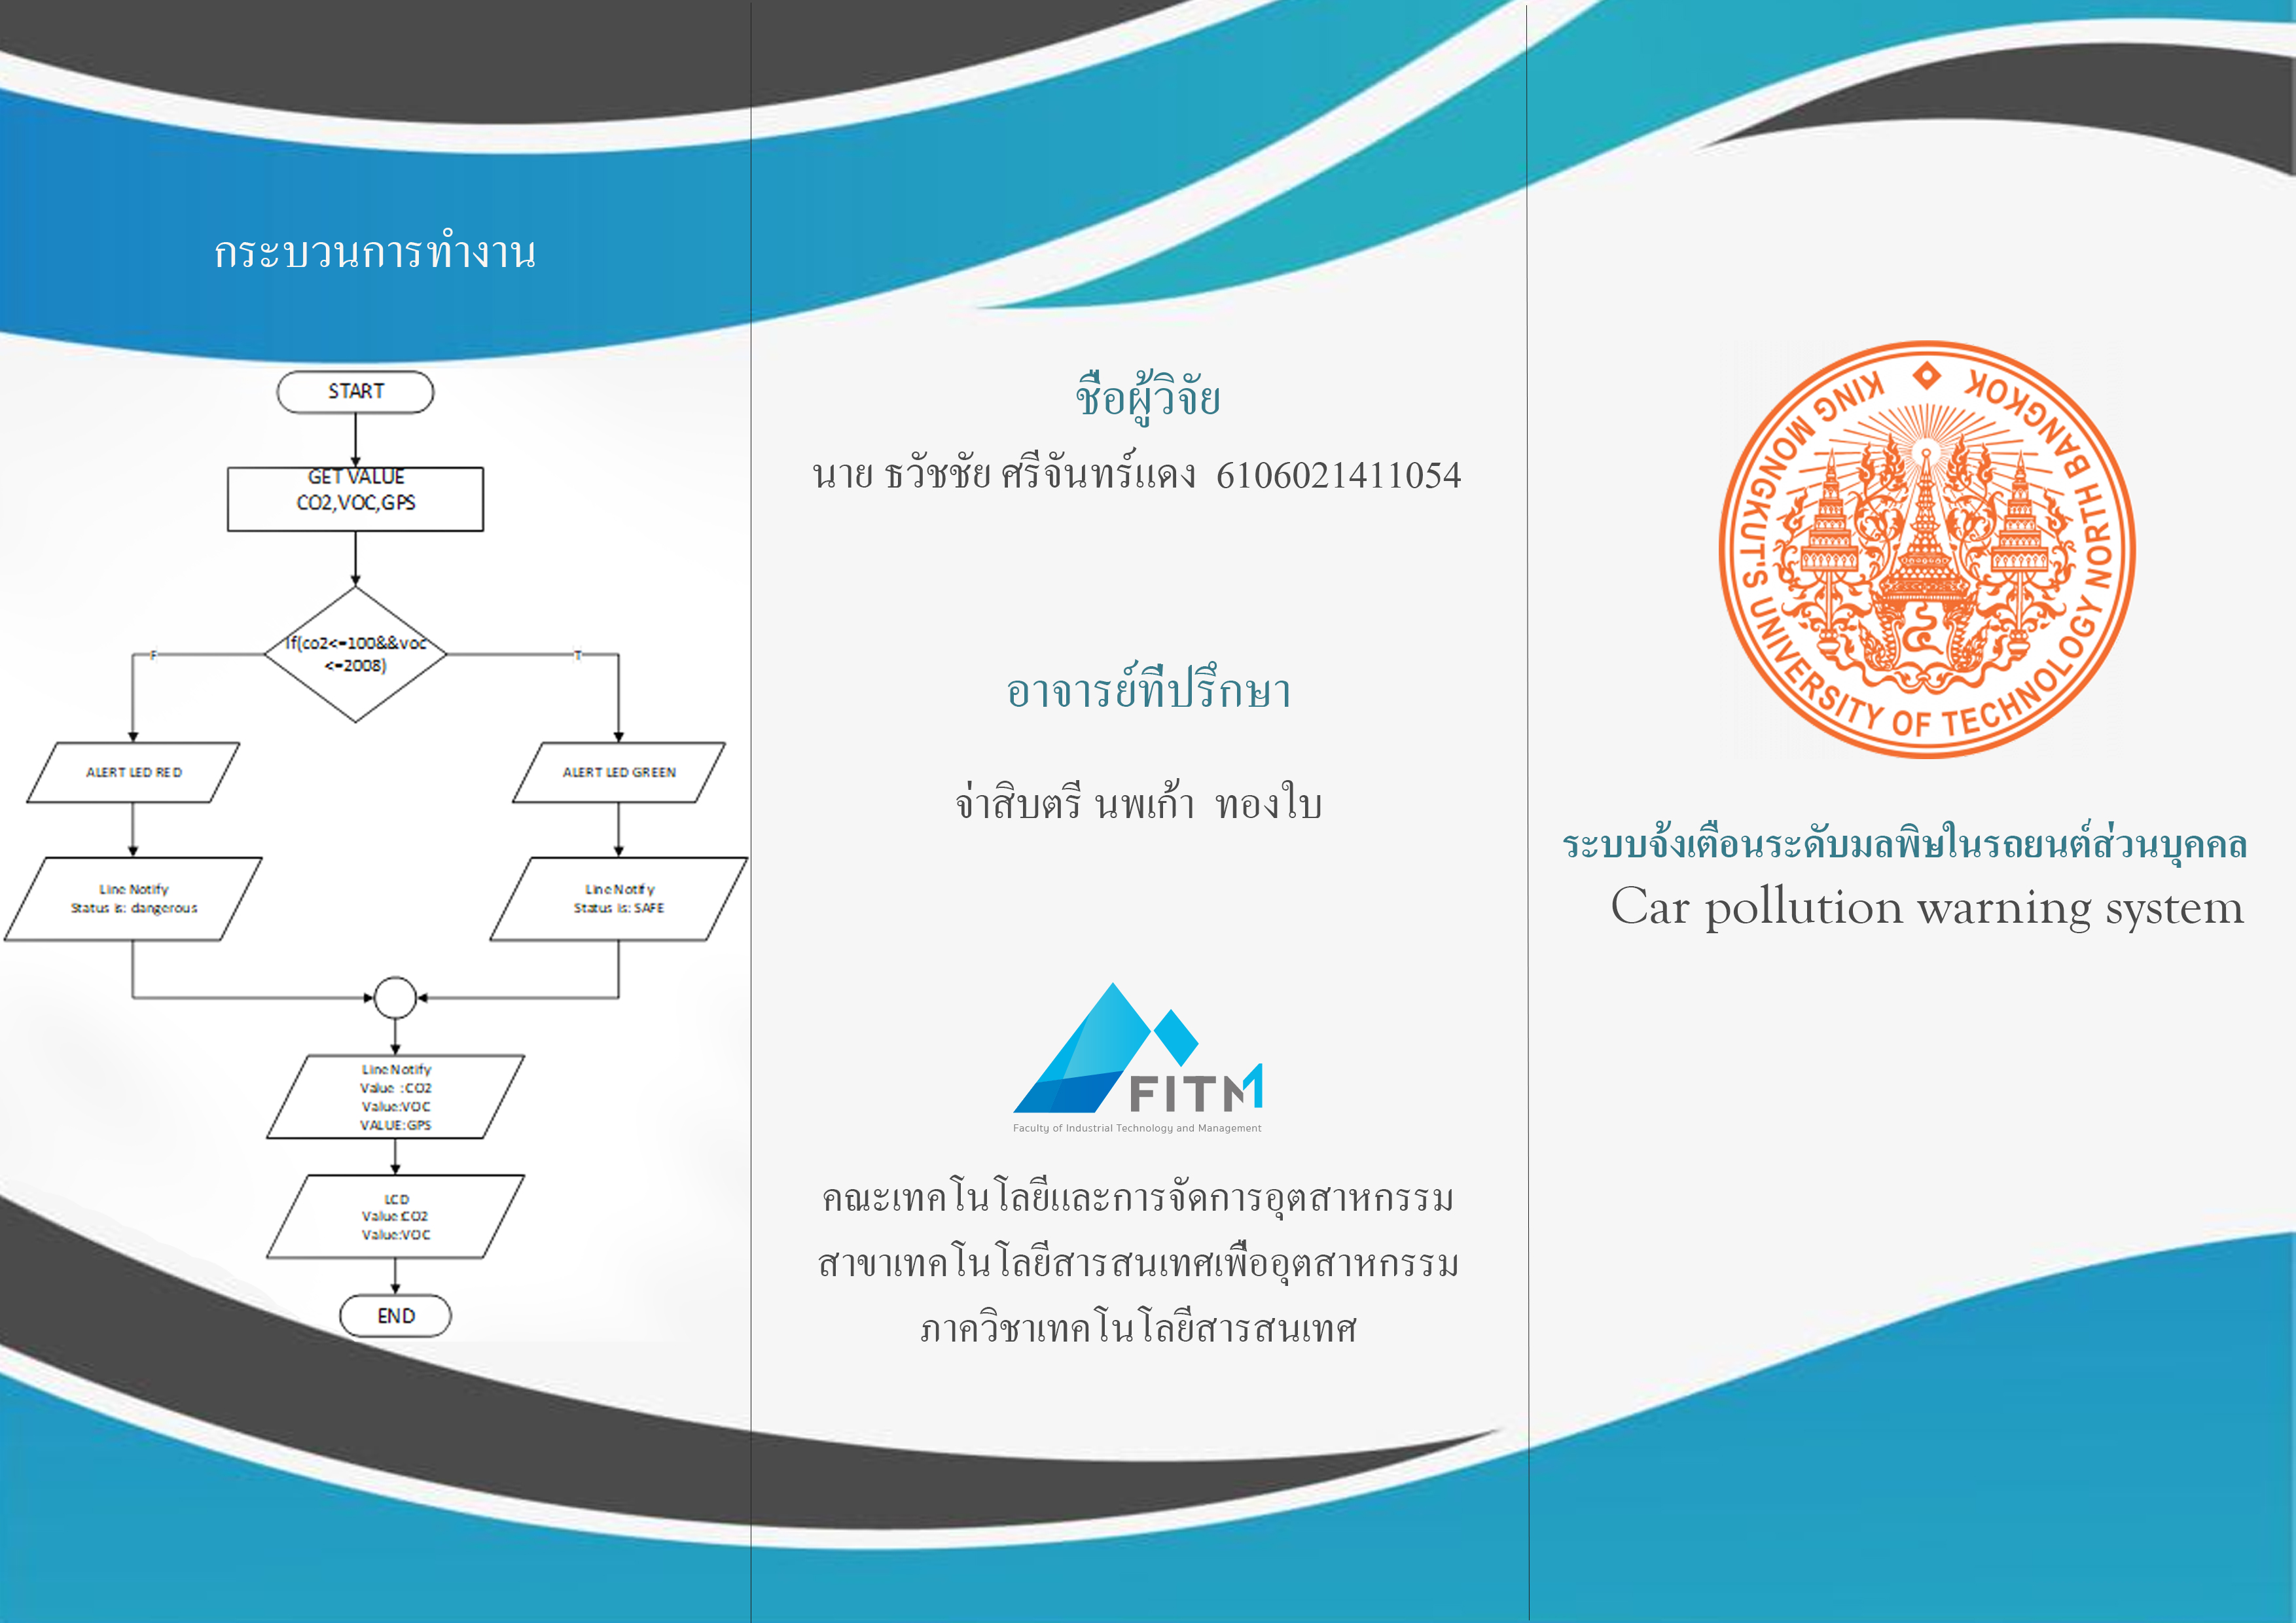 กระบวนการทำงาน
START
GET VALUE
CO2,VOC,GPS
If(co2<=100&&voc
<=2008)
F
T
ALERT LED RED
ALERT LED GREEN
Line Notify
Status is: dangerous
Line Notify
Status is: SAFE
Line Notify
Value :CO2
Value:VOC
VALUE:GPS
LCD
Value:CO2
Value:VOC
END
ชื่อผู้วิจัย
นาย ธวัชชัย ศรีจันทร์แดง 6106021411054
อาจารย์ที่ปรึกษา
จ่าสิบตรี นพเก้า ทองใบ
FITM
Faculty of Industrial Technology and Management
คณะเทคโนโลยีและการจัดการอุตสาหกรรม
สาขาเทคโนโลยีสารสนเทศเพื่ออุตสาหกรรม
ภาควิชาเทคโนโลยีสารสนเทศ
KING MONGKUT'S UNIVERSITY OF TECHNOLOGY NORTH BANGKOK
ระบบจ้งเตือนระดับมลพิษในรถยนต์ส่วนบุคคล
Car pollution warning system